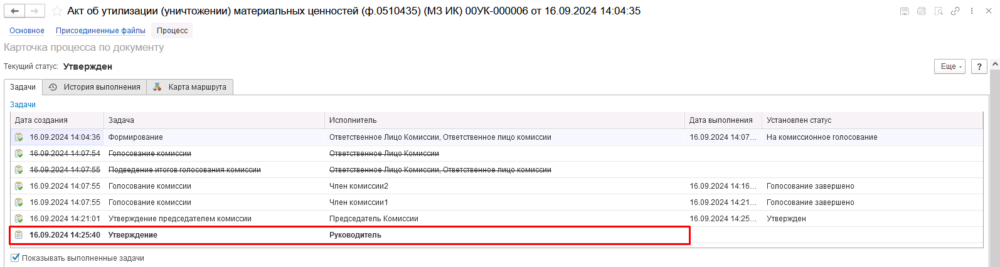 Акт об утилизации (уничтожении) материальных ценностей (ф.0510435) (МЗ ИК) 00УК-000006 от 16.09.2024 14:04:35
Основное Присоединенные файлы Процесс
Карточка процесса по документу
Текущий статус: Утвержден Еще ?
Задачи История выполнения Карта маршрута
Задачи
Дата создания Задача Исполнитель Дата выполнения Установлен статус
16.09.2024 14:04:36 Формирование Ответственное Лицо Комиссии, Ответственное лицо комиссии 16.09.2024 14:07... На комиссионное голосование
16.09.2024 14:07:54 Голосование комиссии Ответственное Лицо Комиссии
16.09.2024 14:07:55 Подведение итогов голосования комиссии Ответственное Лицо Комиссии, Ответственное лицо комиссии
16.09.2024 14:07:55 Голосование комиссии Член комиссии2 16.09.2024 14:16... Голосование завершено
16.09.2024 14:07:55 Голосование комиссии Член комиссии1 16.09.2024 14:21... Голосование завершено
16.09.2024 14:21:01 Утверждение председателем комиссии Председатель Комиссии 16.09.2024 14:25... Утвержден
16.09.2024 14:25:40 Утверждение Руководитель
Показывать выполненные задачи